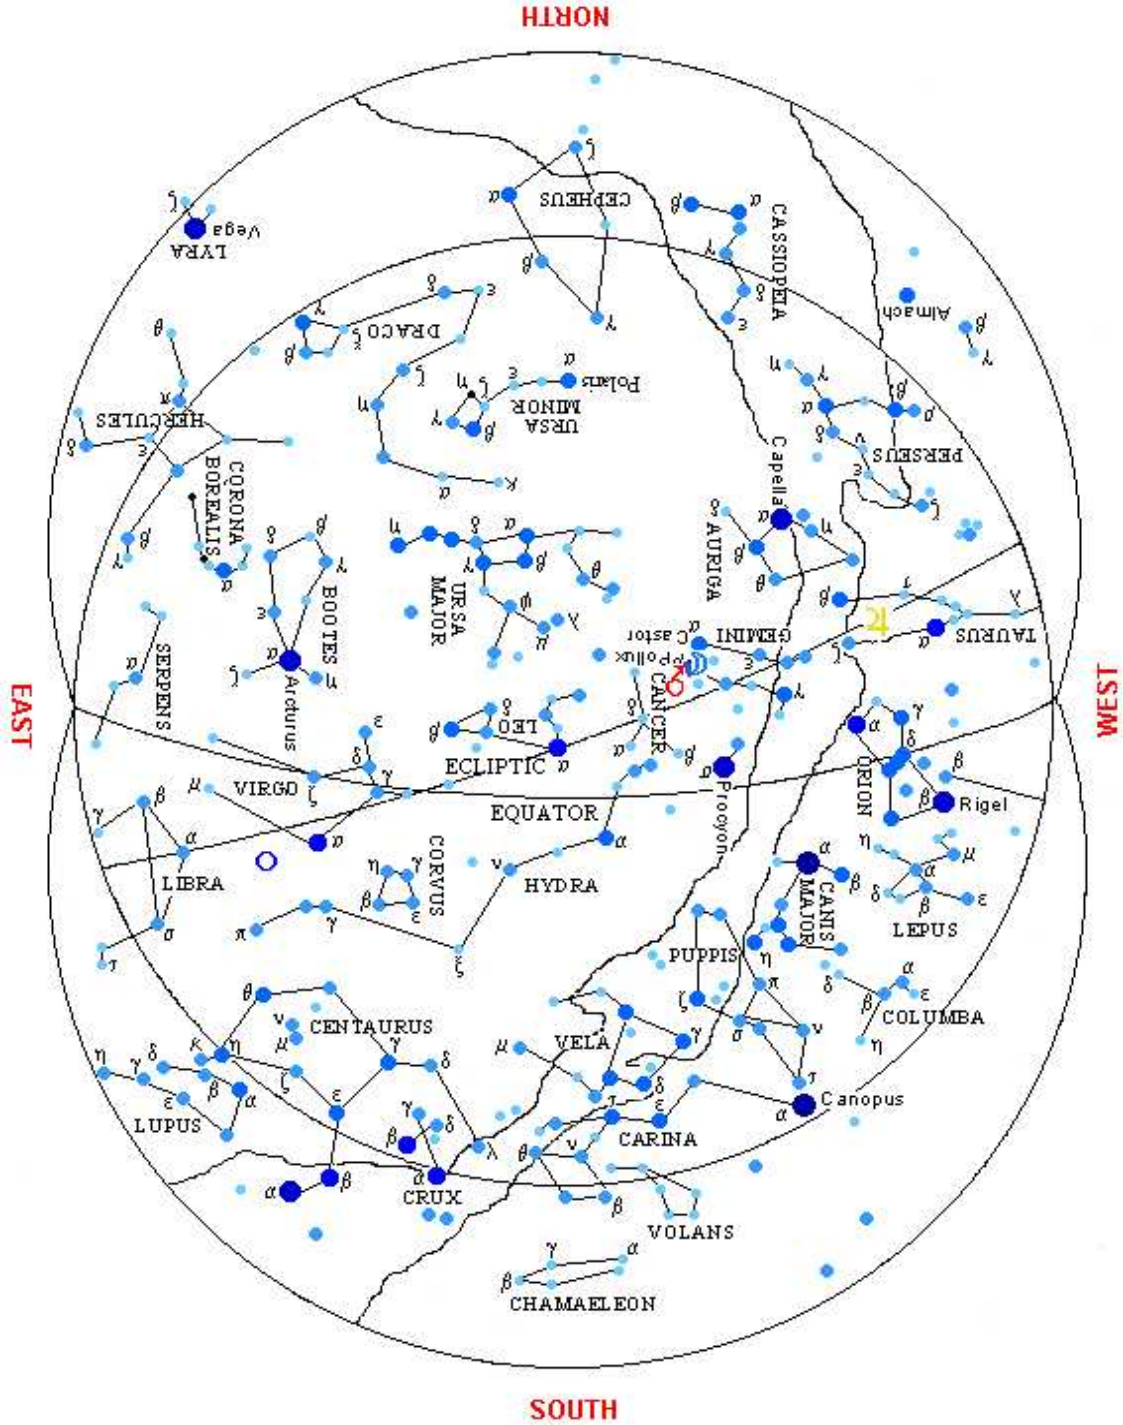 NORTH
ζ
α
CEPHEUS
β
α
CASSIOPEIA
ζ
Vega
LYRA
β
γ
δ
ε
γ
δ
ε
Almach
β
γ
γ
DRACO
ζ
β
θ
α
Polaris
ε
ζ
η
URSA
MINOR
γ
β
ζ
η
α
κ
η
γ
α
β
ρ
δ
ν
ε
PERSEUS
ζ
π
HERCULES
δ
ε
CORONA
BOREALIS
β
γ
α
Capella
α
δ
η
AURIGA
β
θ
η
δ
α
γ
β
θ
URSA
MAJOR
ψ
λ
μ
δ
β
γ
ε
BOOTES
α
ζ
η
Arcturus
β
τ
λ
TAURUS
ζ
α
♃
Castor
α
GEMINI
ε
Pollux
β
♂
γ
SERPENS
α
EAST
WEST
CANCER
δ
α
β
δ
LEO
β
α
ECLIPTIC
ε
δ
γ
VIRGO
ζ
α
μ
EQUATOR
α
Procyon
α
γ
δ
ORION
β
β
Rigel
γ
β
α
LIBRA
σ
τ
CORVUS
η
γ
β
ε
ν
HYDRA
α
π
γ
ζ
α
CANIS
MAJOR
β
η
η
μ
α
δ
β
ε
LEPUS
PUPPIS
ζ
π
σ
ν
τ
δ
α
β
ε
COLUMBA
η
θ
ν
CENTAURUS
μ
κ
η
γ
δ
ζ
ε
η
δ
γ
β
α
ε
LUPUS
μ
VELA
γ
δ
Canopus
α
τ
ε
CARINA
γ
δ
β
λ
α
CRUX
α
β
θ
ν
β
VOLANS
γ
α
β
CHAMAELEON
SOUTH